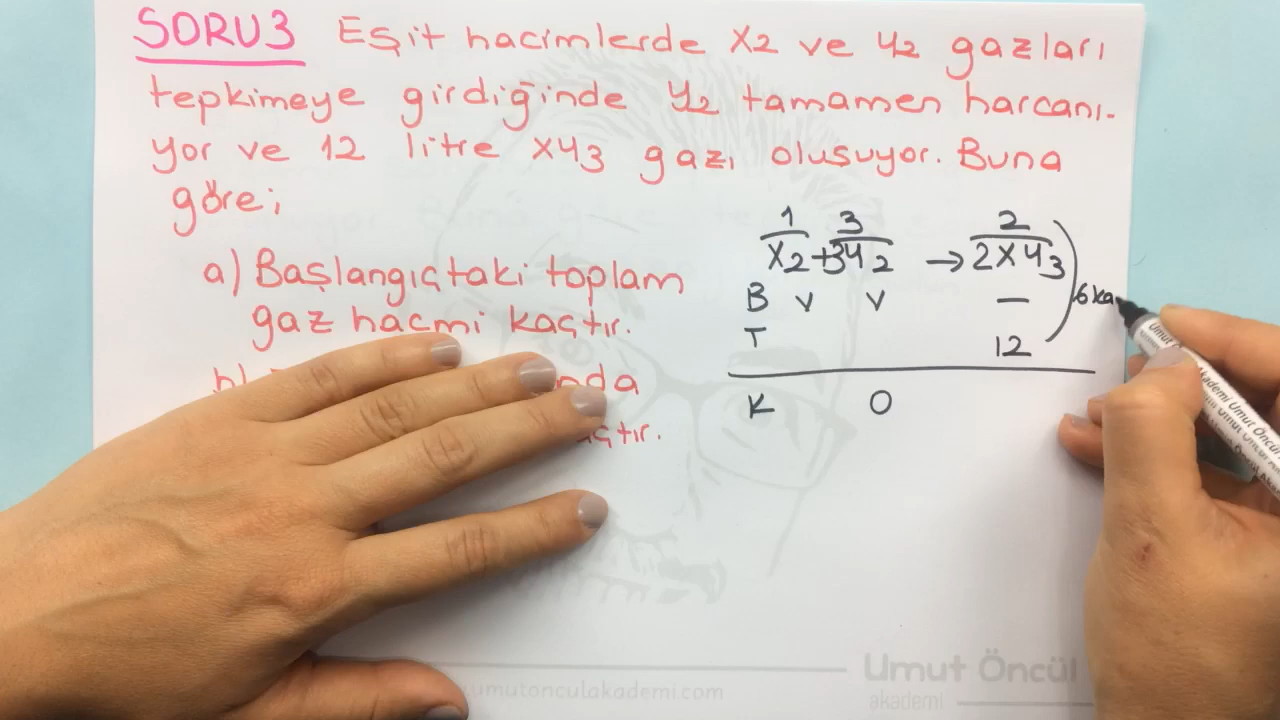 SORU3 Eşit hacimlerde X2 ve Y2 gazları
tepkimeye girdiğinde Y2 tamamen harcanı-
yor ve 12 litre XY3 gazı oluşuyor. Buna
göre;
a) Başlangıçtaki toplam
gaz hacmi kaçtır.
b)
1 3 2
X2+3Y2 → 2XY3
B V V —
6 ka
T 12
K 0
Umut Öncül
akademi
umutonculakademi.com